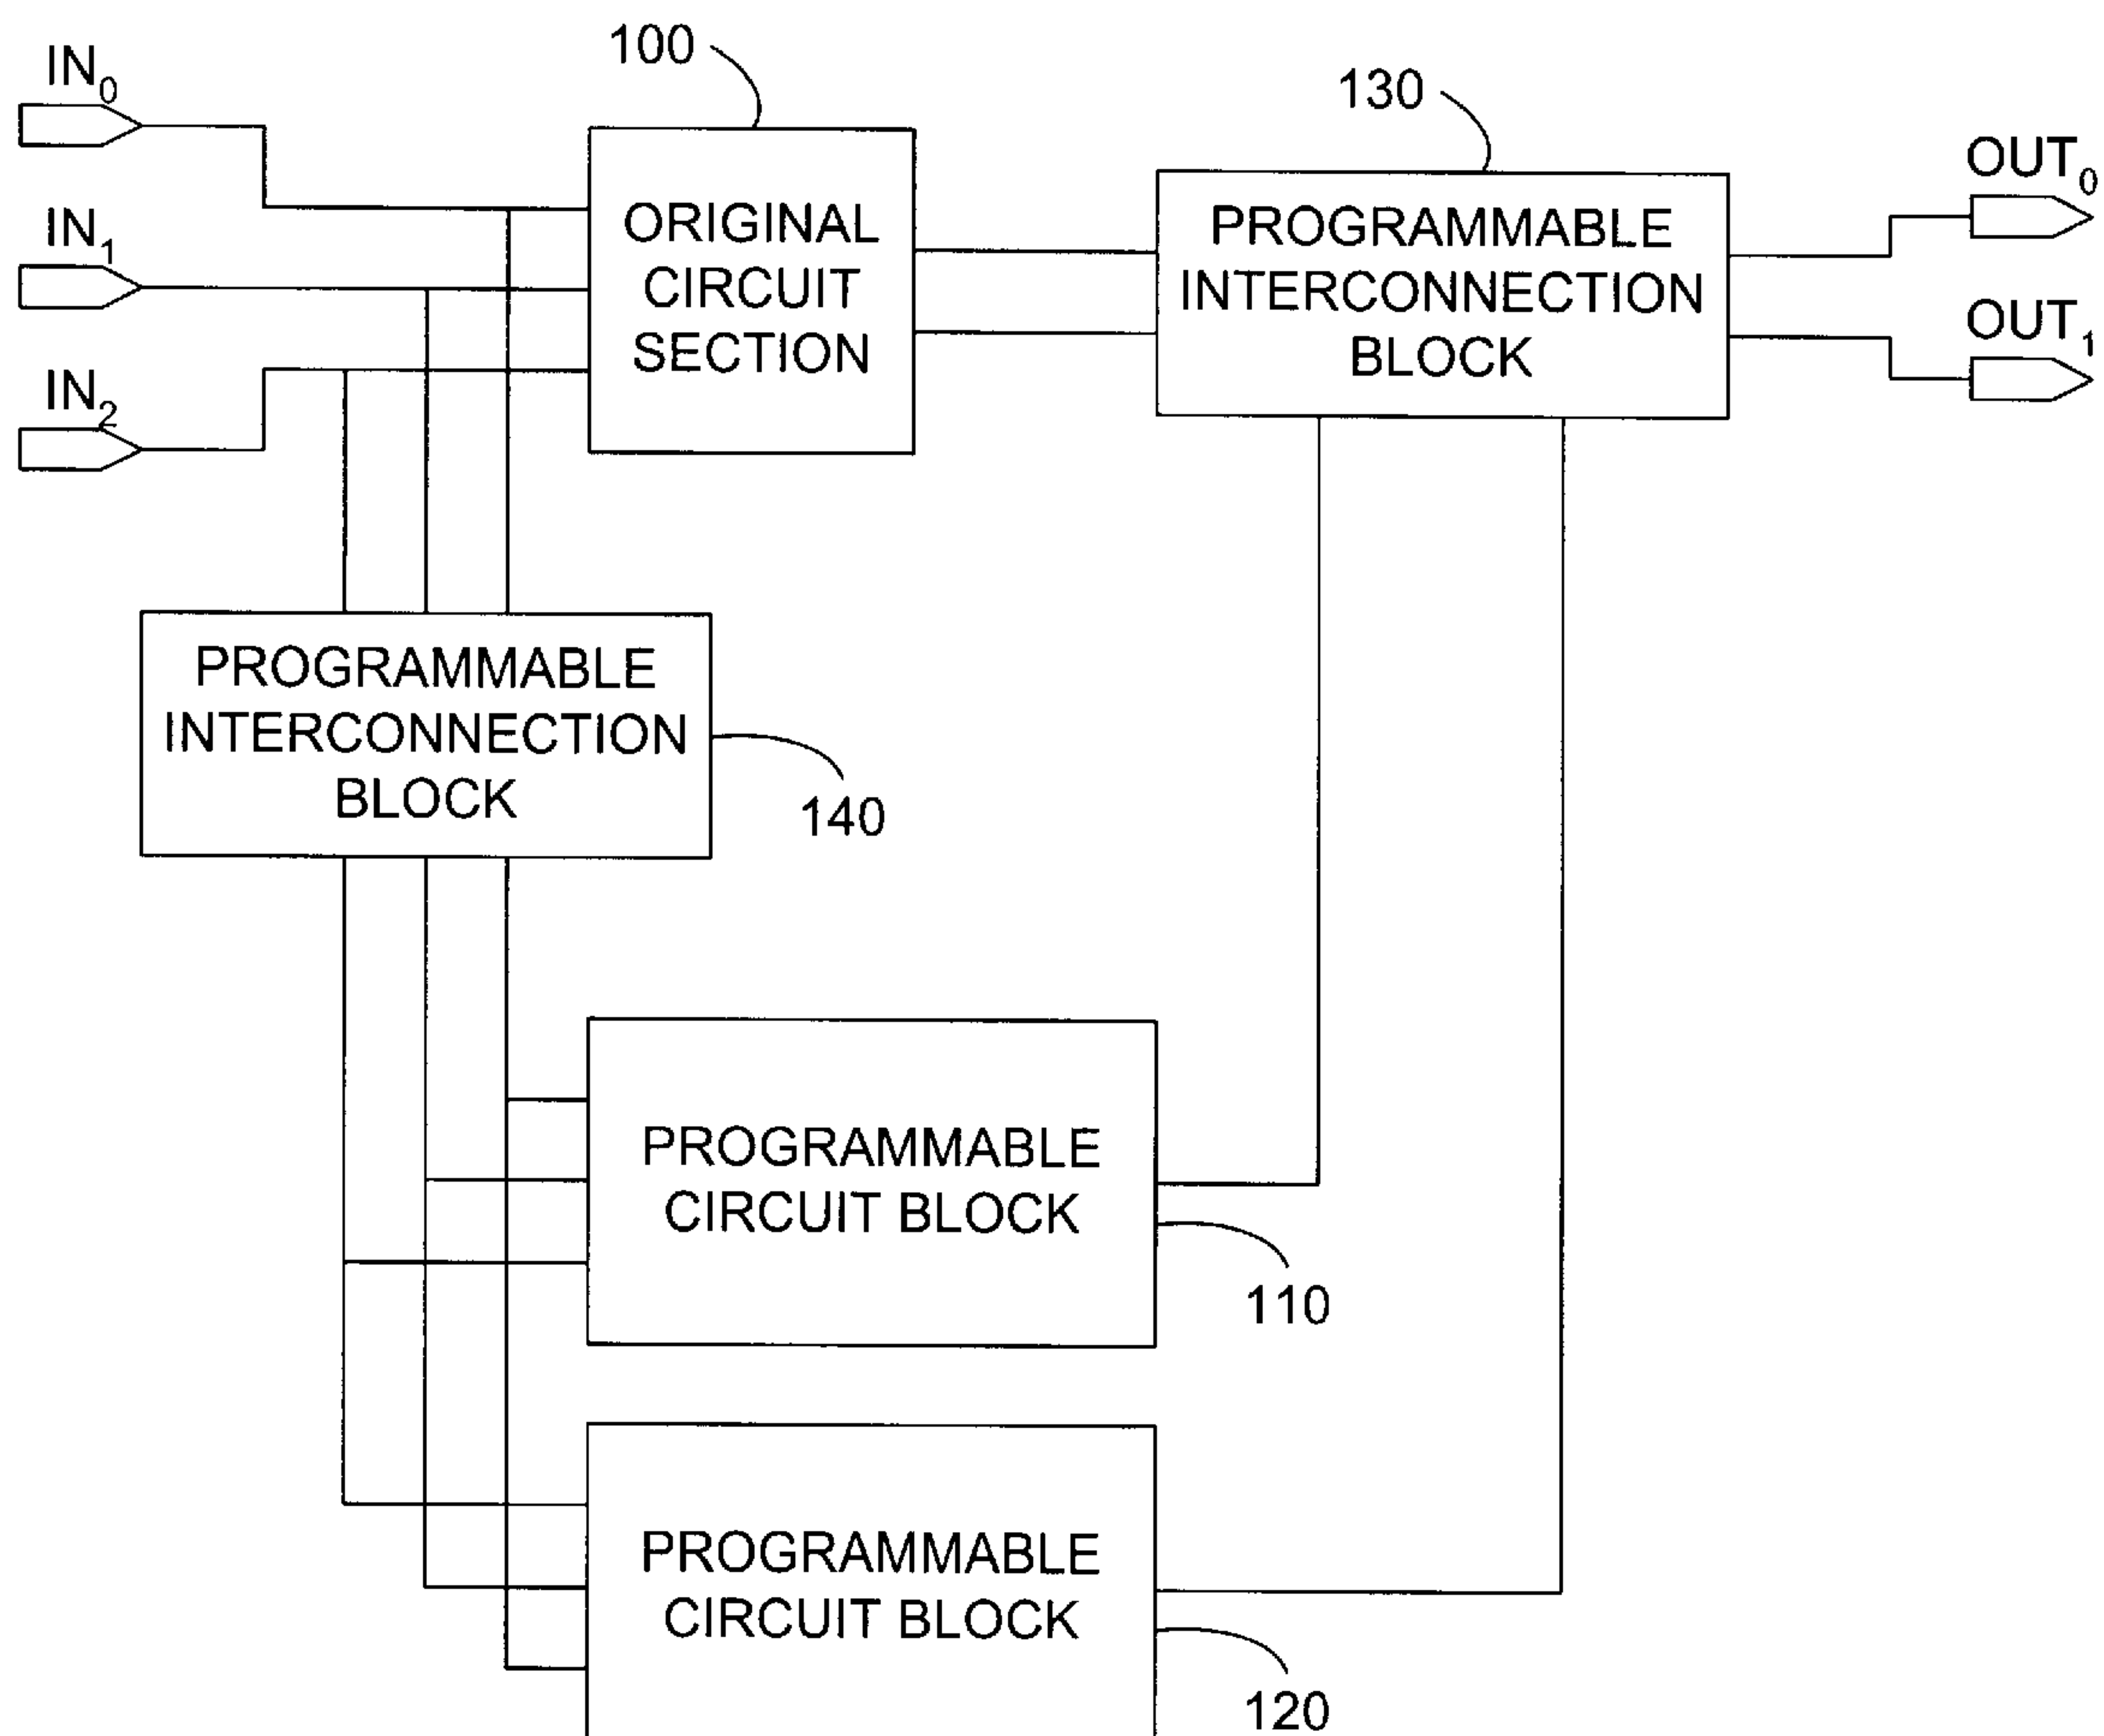 100
IN0
130
OUT0
ORIGINAL
CIRCUIT
SECTION
PROGRAMMABLE
INTERCONNECTION
BLOCK
IN1
OUT1
IN2
PROGRAMMABLE
INTERCONNECTION
BLOCK
140
PROGRAMMABLE
CIRCUIT BLOCK
110
PROGRAMMABLE
CIRCUIT BLOCK
120